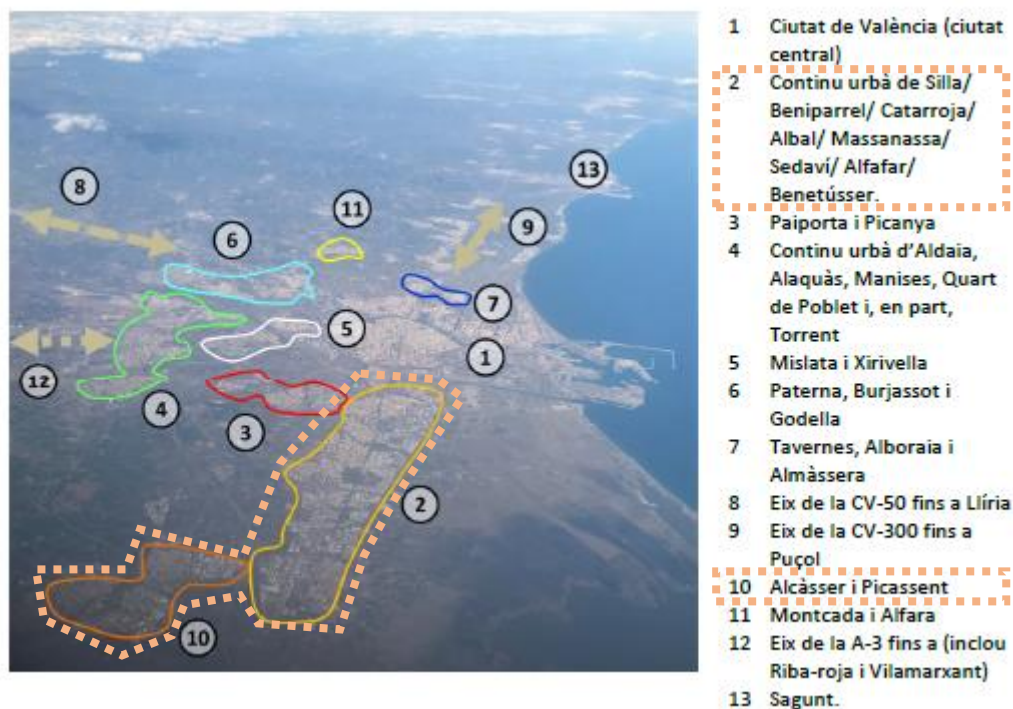 8
13
11
9
6
7
5
1
12
4
3
2
10
1 Ciutat de València (ciutat
central)
2 Continu urbà de Silla/
Beniparrel/ Catarroja/
Albal/ Massanassa/
Sedaví/ Alfafar/
Benetússer.
3 Paiporta i Picanya
4 Continu urbà d'Aldaia,
Alaquàs, Manises, Quart
de Poblet i, en part,
Torrent
5 Mislata i Xirivella
6 Paterna, Burjassot i
Godella
7 Tavernes, Alboraia i
Almàssera
8 Eix de la CV-50 fins a Llíria
9 Eix de la CV-300 fins a
Puçol
10 Alcàsser i Picassent
11 Montcada i Alfara
12 Eix de la A-3 fins a (inclou
Riba-roja i Vilamarxant)
13 Sagunt.